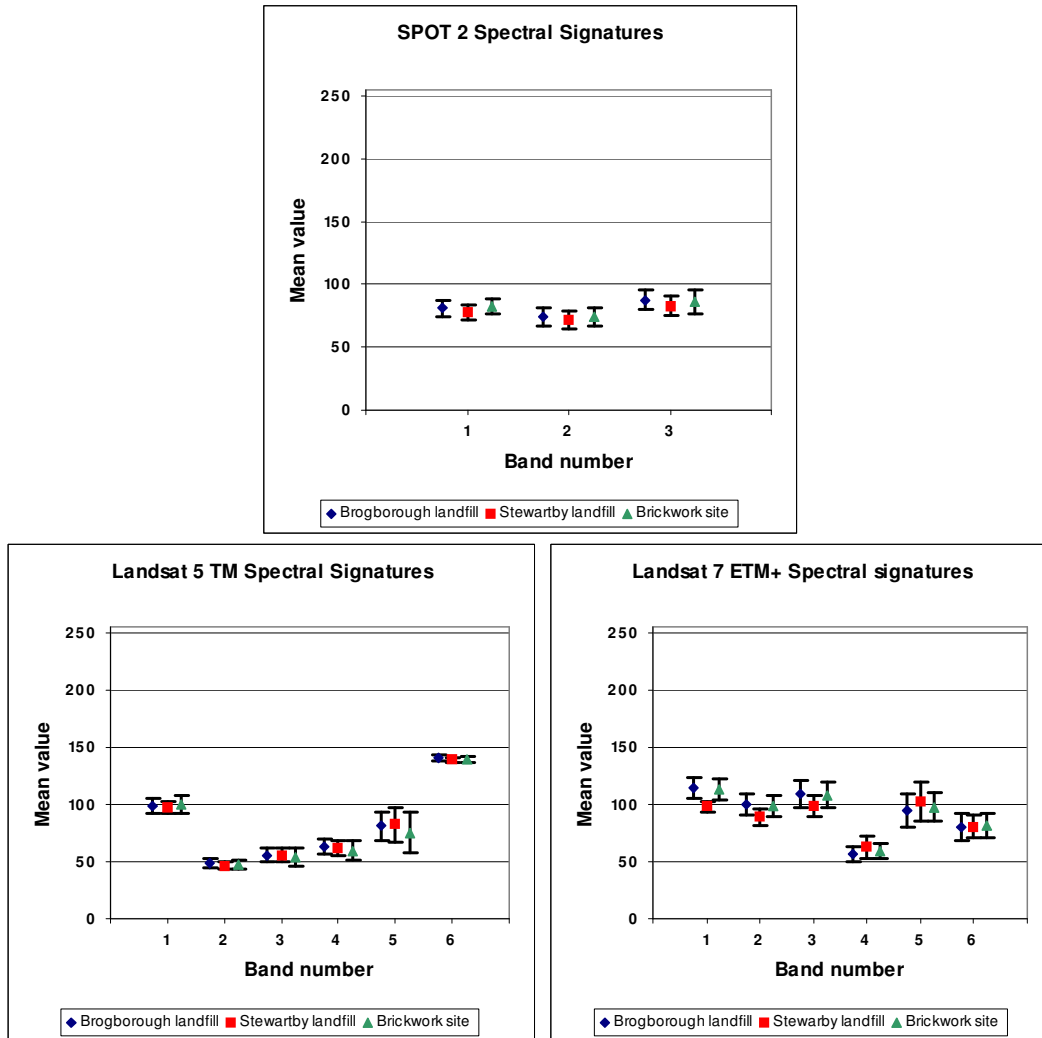 SPOT 2 Spectral Signatures
250
200
150
100
50
0
Mean value
1 2 3
Band number
Brogborough landfill Stewartby landfill Brickwork site
Landsat 5 TM Spectral Signatures
250
200
150
100
50
0
Mean value
1 2 3 4 5 6
Band number
Brogborough landfill Stewartby landfill Brickwork site
Landsat 7 ETM+ Spectral signatures
250
200
150
100
50
0
Mean value
1 2 3 4 5 6
Band number
Brogborough landfill Stewartby landfill Brickwork site